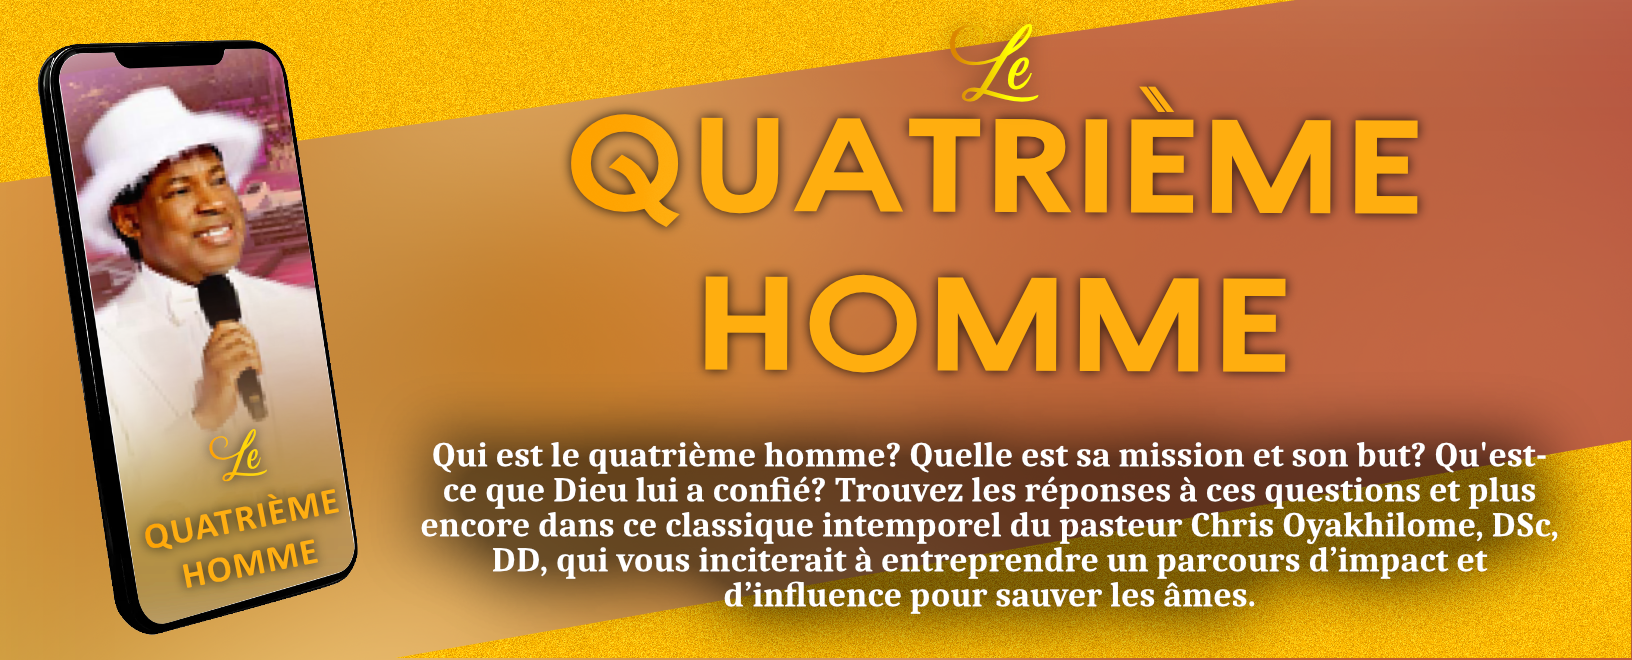 Le
QUATRIÈME
HOMME
Le
QUATRIÈME
HOMME
Qui est le quatrième homme? Quelle est sa mission et son but? Qu'est-
ce que Dieu lui a confié? Trouvez les réponses à ces questions et plus
encore dans ce classique intemporel du pasteur Chris Oyakhilome, DSc,
DD, qui vous inciterait à entreprendre un parcours d’impact et
d’influence pour sauver les âmes.